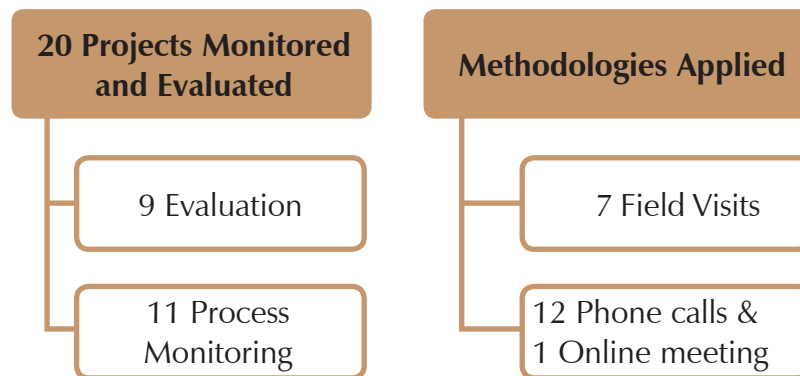 20 Projects Monitored
and Evaluated
9 Evaluation
11 Process
Monitoring
Methodologies Applied
7 Field Visits
12 Phone calls &
1 Online meeting